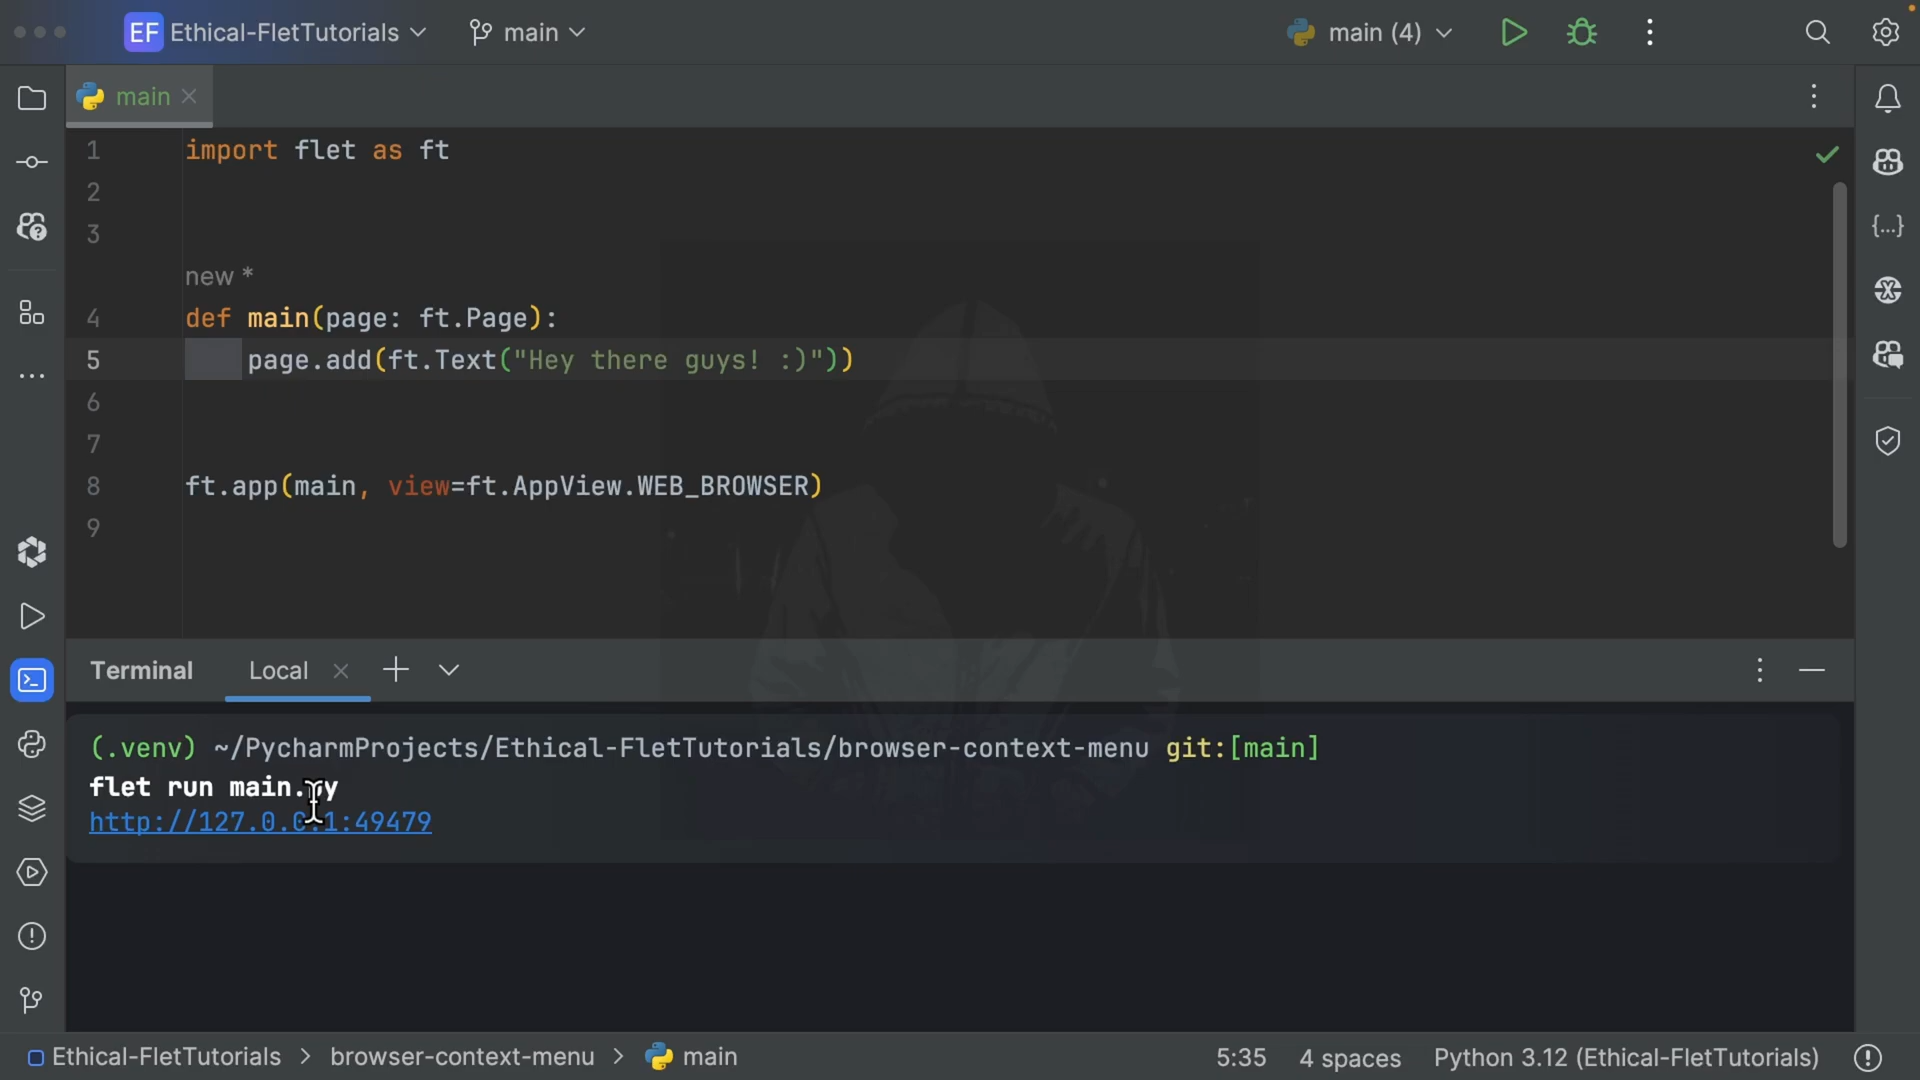 EF Ethical-FletTutorials main main (4)
main
1 import flet as ft
2
3
new *
4 def main(page: ft.Page):
5 page.add(ft.Text("Hey there guys! :)"))
6
7
8 ft.app(main, view=ft.AppView.WEB_BROWSER)
9
Terminal Local
(.venv) ~/PycharmProjects/Ethical-FletTutorials/browser-context-menu git:[main]
flet run main.py
http://127.0.0.1:49479
Ethical-FletTutorials > browser-context-menu > main 5:35 4 spaces Python 3.12 (Ethical-FletTutorials)